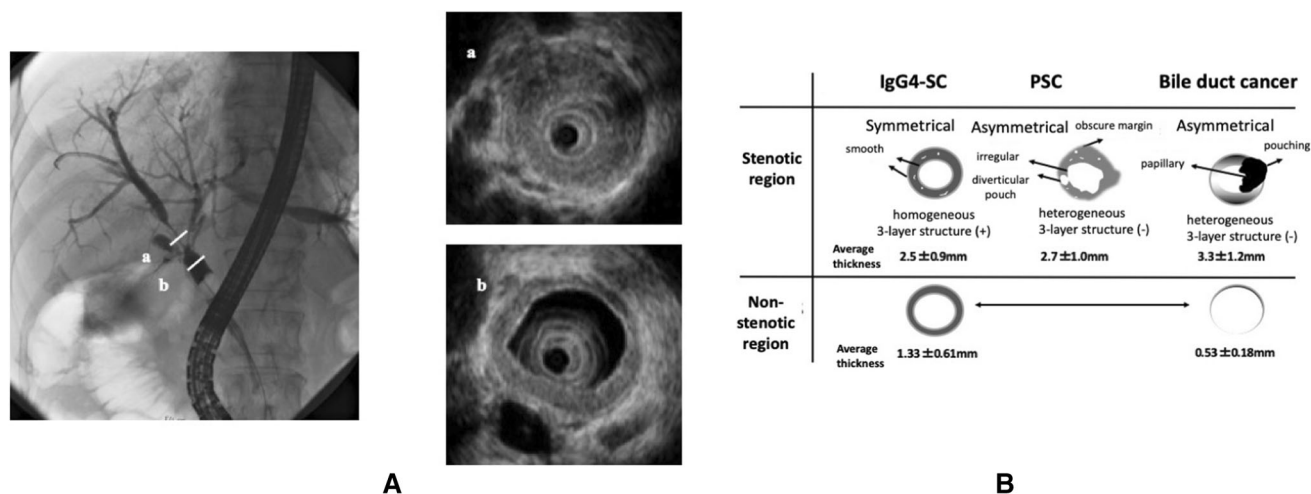 a
b
a
b
A
IgG4-SC PSC Bile duct cancer
Stenotic
region
Symmetrical
smooth
homogeneous
3-layer structure (+)
Asymmetrical
obscure margin
irregular
diverticular
pouch
heterogeneous
3-layer structure (-)
Asymmetrical
pouching
papillary
heterogeneous
3-layer structure (-)
Average
thickness
2.5±0.9mm 2.7±1.0mm 3.3±1.2mm
Non-
stenotic
region
Average
thickness
1.33±0.61mm 0.53±0.18mm
B